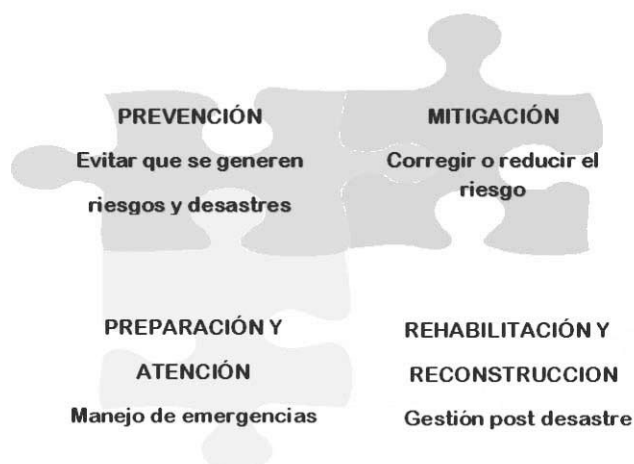 PREVENCIÓN
Evitar que se generen
riesgos y desastres
MITIGACIÓN
Corregir o reducir el
riesgo
PREPARACIÓN Y
ATENCIÓN
Manejo de emergencias
REHABILITACIÓN Y
RECONSTRUCCION
Gestión post desastre